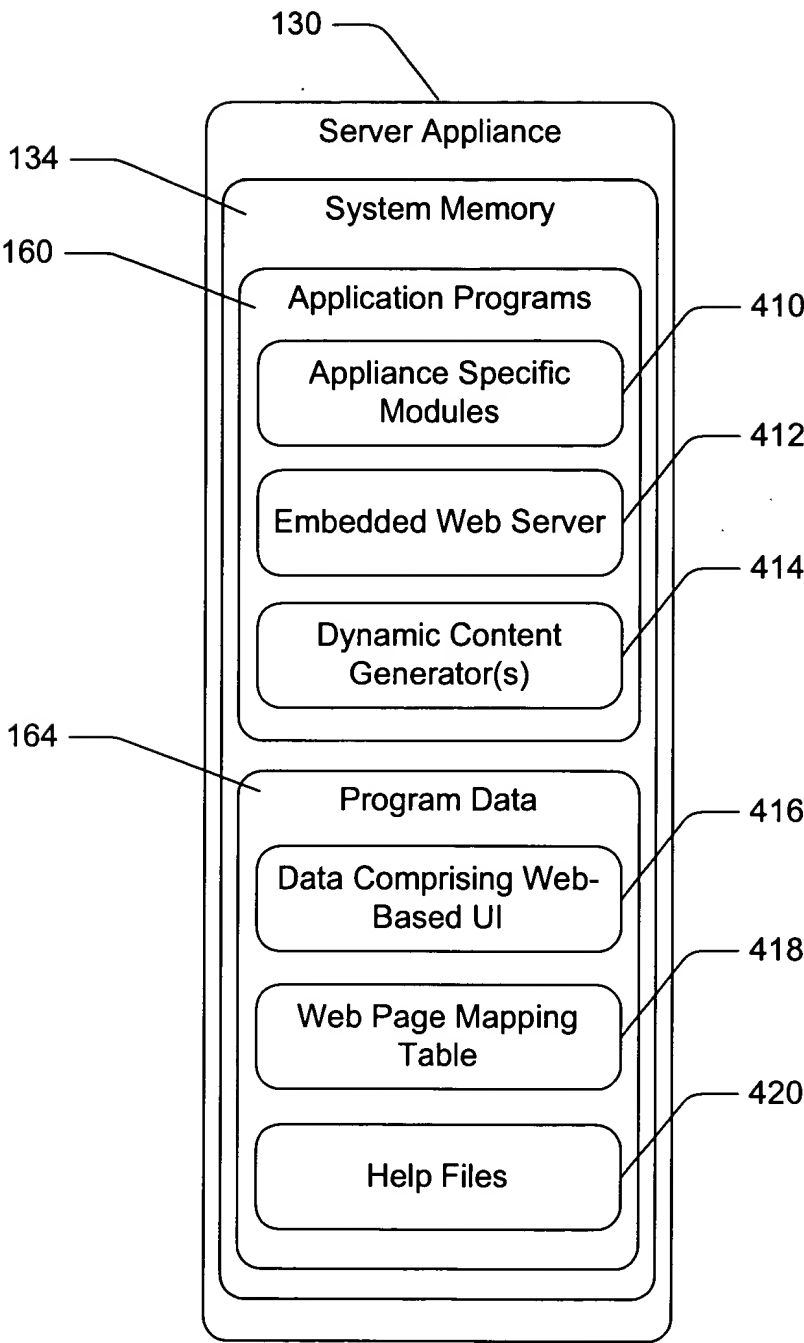 130
Server Appliance
134
System Memory
160
Application Programs
410
Appliance Specific
Modules
412
Embedded Web Server
414
Dynamic Content
Generator(s)
164
Program Data
416
Data Comprising Web-
Based UI
418
Web Page Mapping
Table
420
Help Files